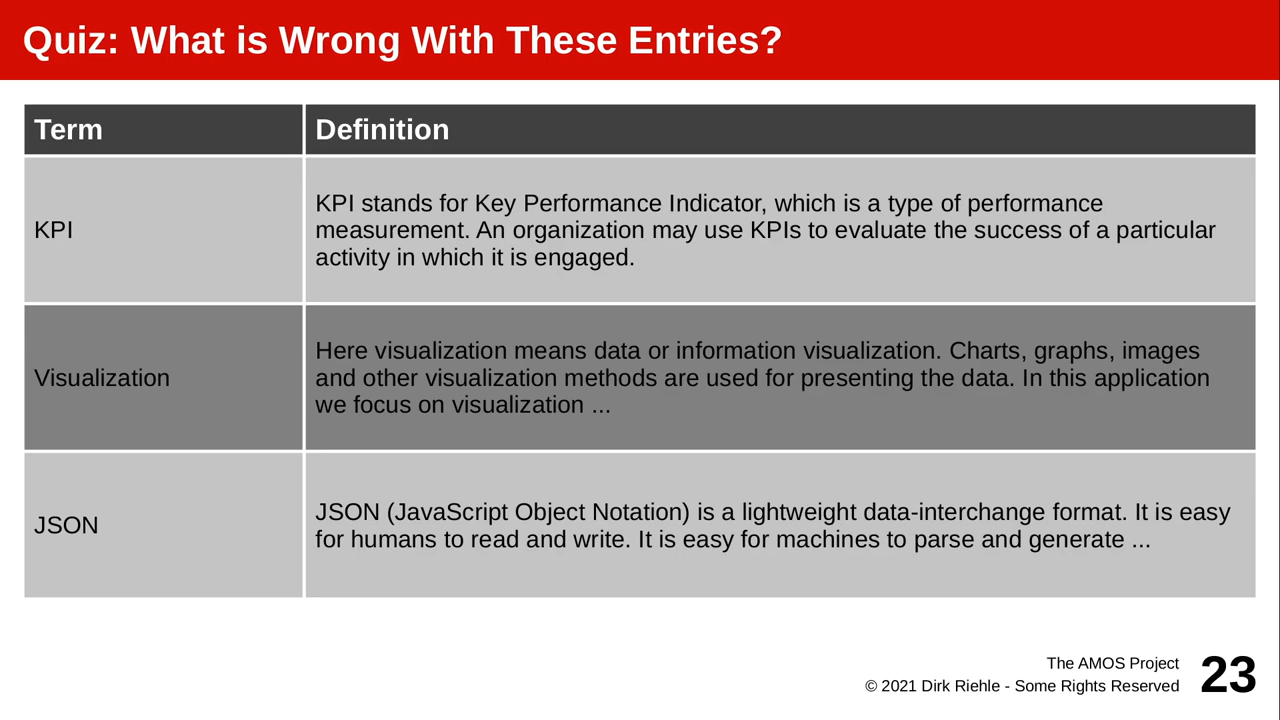 Quiz: What is Wrong With These Entries?
Term
Definition
KPI
KPI stands for Key Performance Indicator, which is a type of performance
measurement. An organization may use KPIs to evaluate the success of a particular
activity in which it is engaged.
Visualization
Here visualization means data or information visualization. Charts, graphs, images
and other visualization methods are used for presenting the data. In this application
we focus on visualization ...
JSON
JSON (JavaScript Object Notation) is a lightweight data-interchange format. It is easy
for humans to read and write. It is easy for machines to parse and generate ...
The AMOS Project
© 2021 Dirk Riehle - Some Rights Reserved
23